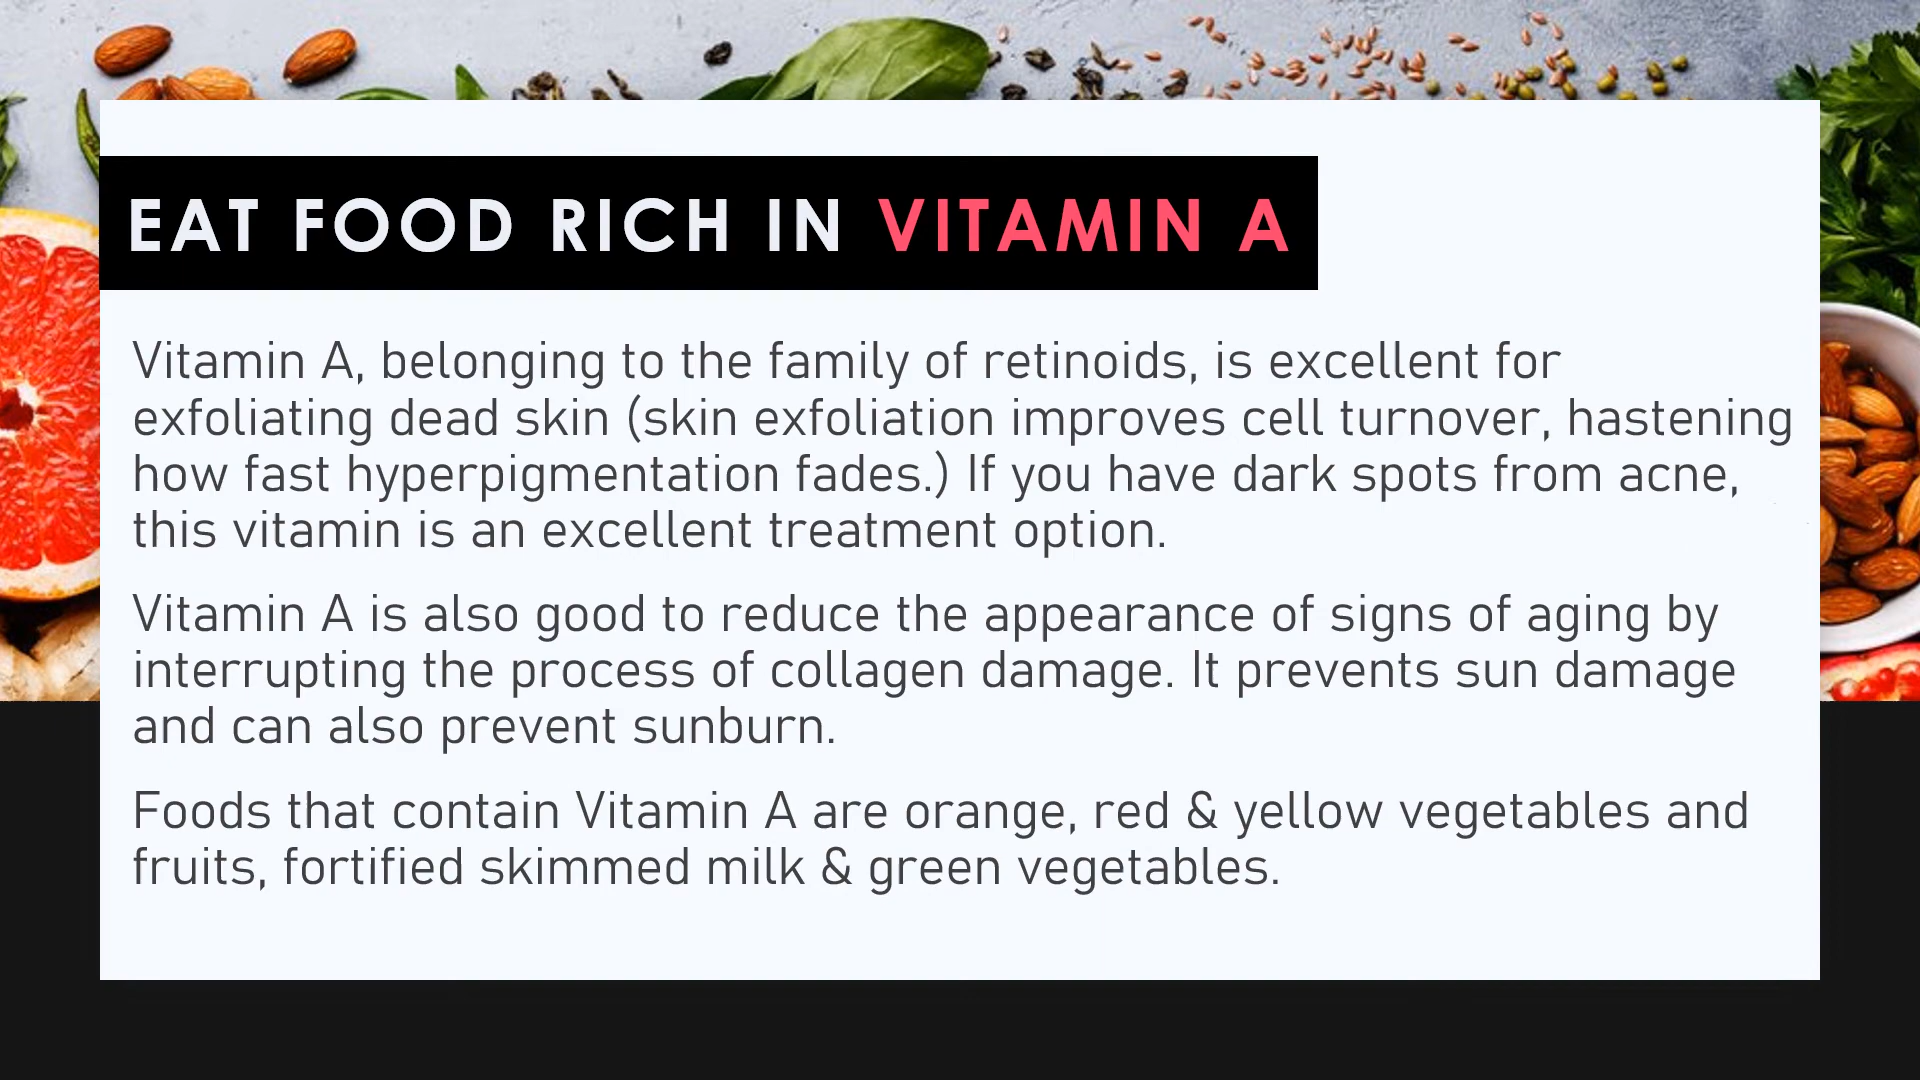 EAT FOOD RICH IN VITAMIN A
Vitamin A, belonging to the family of retinoids, is excellent for
exfoliating dead skin (skin exfoliation improves cell turnover, hastening
how fast hyperpigmentation fades.) If you have dark spots from acne,
this vitamin is an excellent treatment option.
Vitamin A is also good to reduce the appearance of signs of aging by
interrupting the process of collagen damage. It prevents sun damage
and can also prevent sunburn.
Foods that contain Vitamin A are orange, red & yellow vegetables and
fruits, fortified skimmed milk & green vegetables.